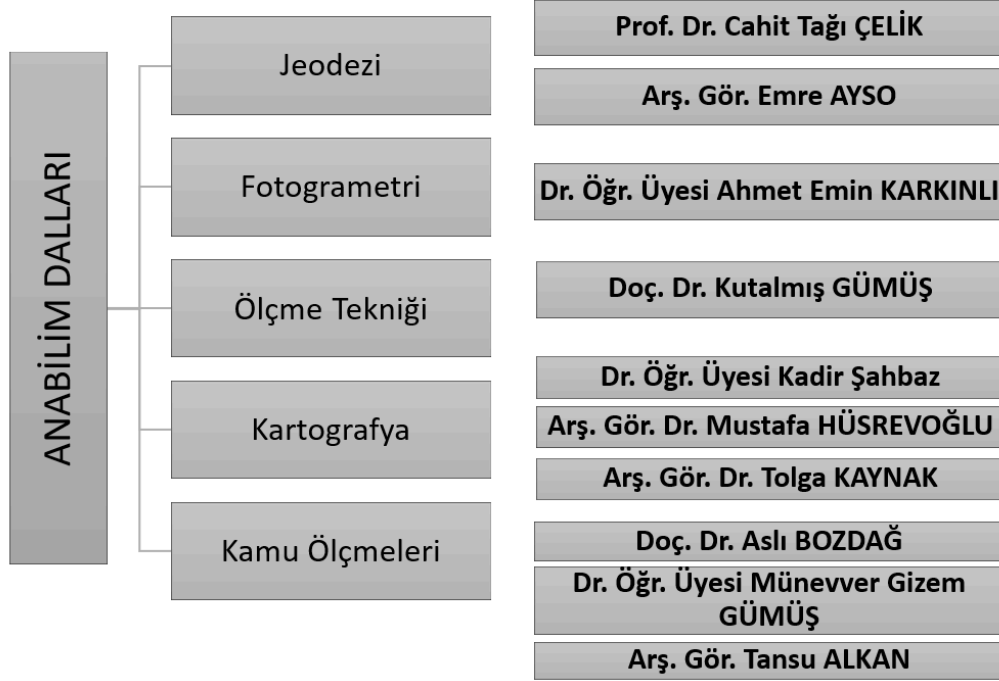 ANABİLİM DALLARI
Jeodezi
Prof. Dr. Cahit Tağı ÇELİK
Arş. Gör. Emre AYSO
Fotogrametri
Dr. Öğr. Üyesi Ahmet Emin KARKINLI
Ölçme Tekniği
Doç. Dr. Kutalmış GÜMÜŞ
Kartografya
Dr. Öğr. Üyesi Kadir Şahbaz
Arş. Gör. Dr. Mustafa HÜSREVOĞLU
Arş. Gör. Dr. Tolga KAYNAK
Kamu Ölçmeleri
Doç. Dr. Aslı BOZDAĞ
Dr. Öğr. Üyesi Münevver Gizem
GÜMÜŞ
Arş. Gör. Tansu ALKAN